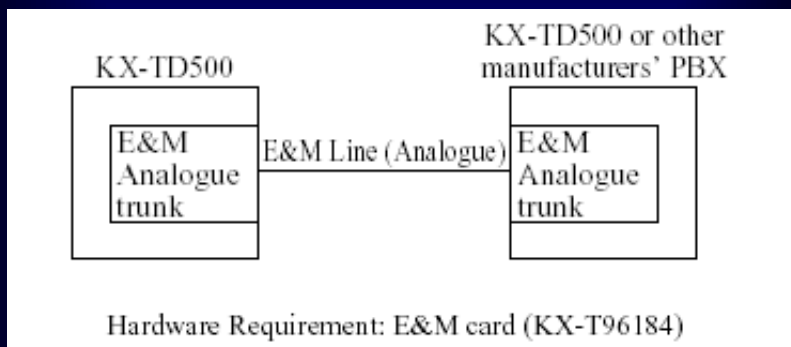 KX-TD500
KX-TD500 or other
manufacturers’ PBX
E&M
Analogue
trunk
E&M Line (Analogue)
E&M
Analogue
trunk
Hardware Requirement: E&M card (KX-T96184)